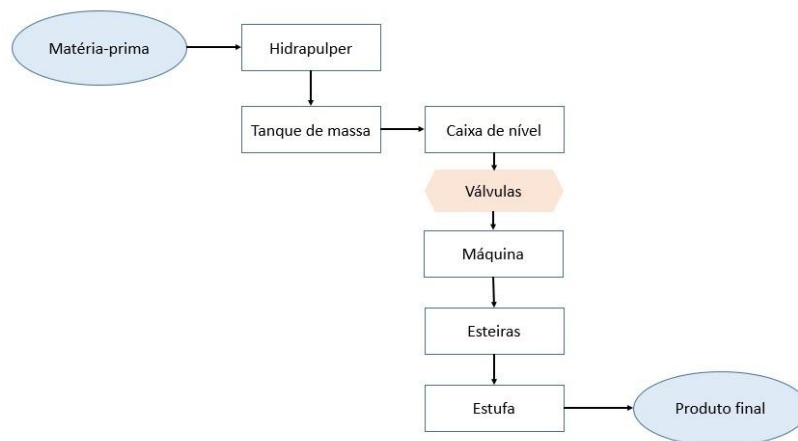 Matéria-prima
Hidrapulper
Tanque de massa
Caixa de nível
Válvulas
Máquina
Esteiras
Estufa
Produto final